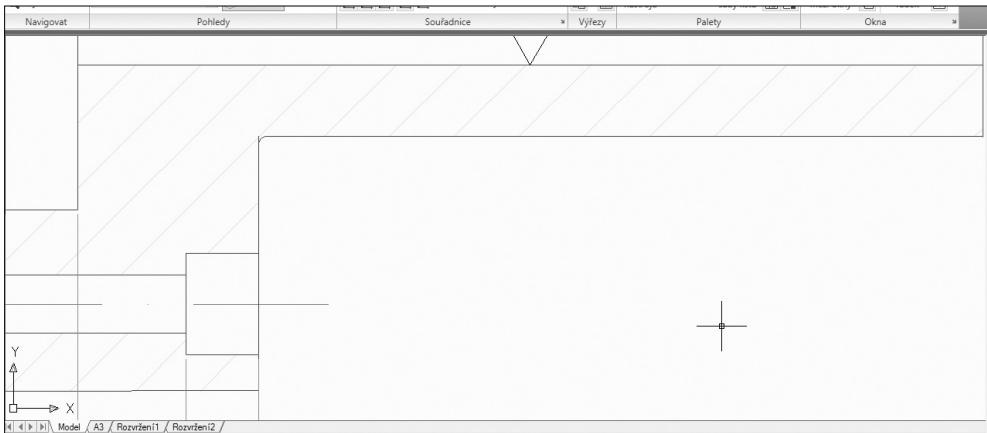 Navigovat Pohledy Souřadnice Výřezy Palety Okna
Y
X
Model A3 Rozvržení1 Rozvržení2